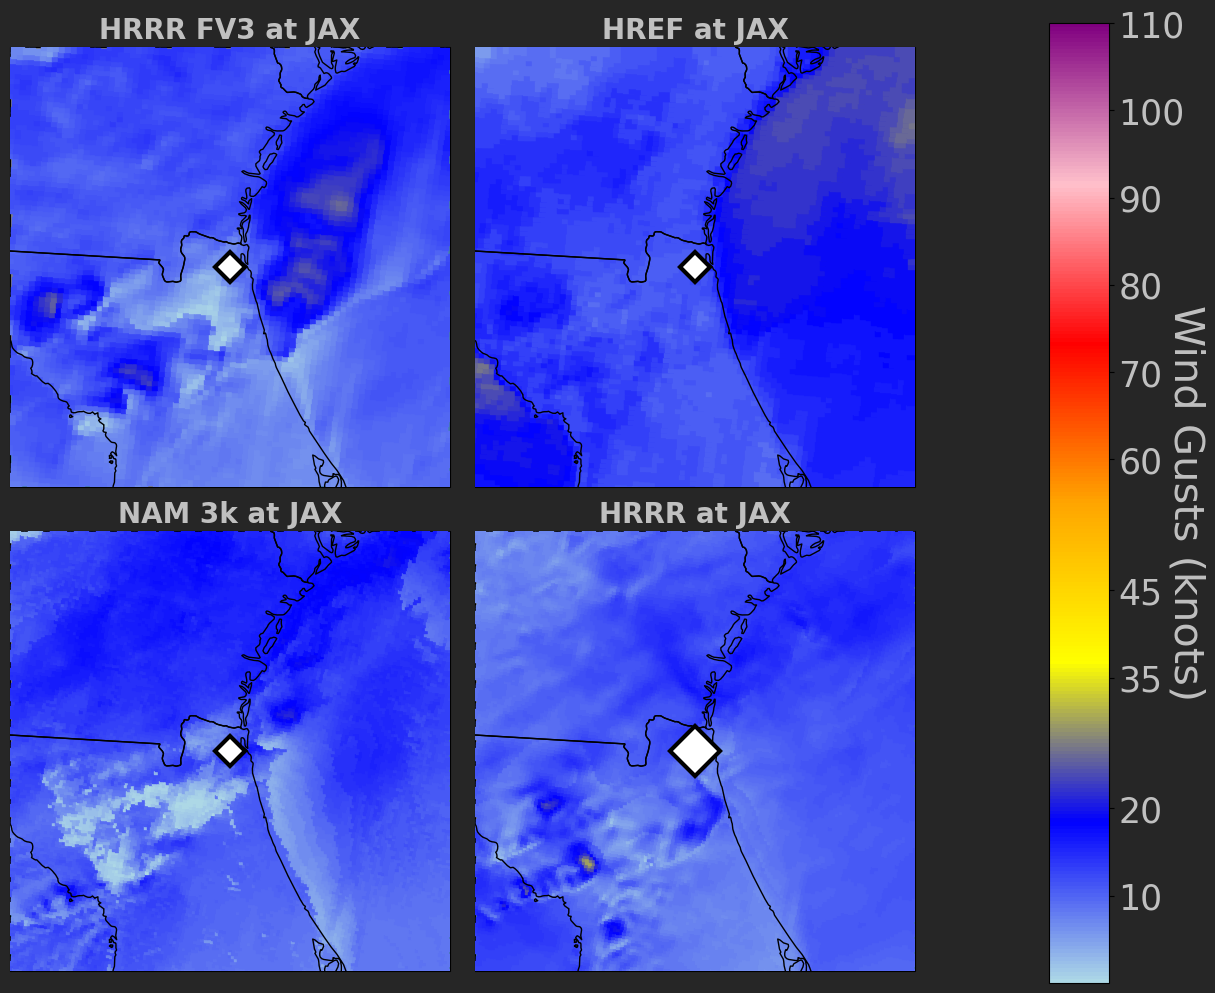 HRRR FV3 at JAX
HREF at JAX
NAM 3k at JAX
HRRR at JAX
110
100
90
80
70
60
45
35
20
10
Wind Gusts (knots)